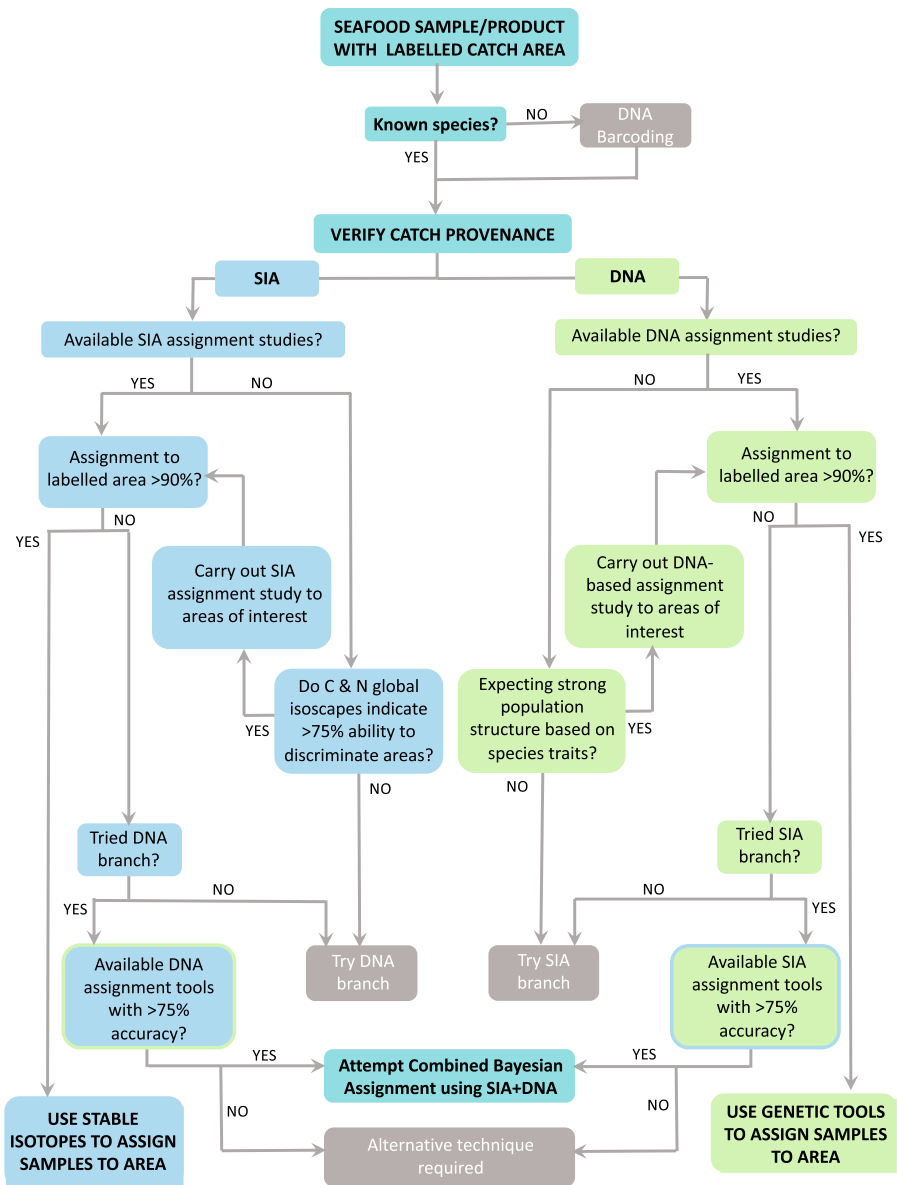 SEAFOOD SAMPLE/PRODUCT
WITH LABELLED CATCH AREA
Known species?
NO
DNA
Barcoding
YES
VERIFY CATCH PROVENANCE
SIA
DNA
Available SIA assignment studies?
Available DNA assignment studies?
YES
NO
NO
YES
Assignment to
labelled area >90%?
Assignment to
labelled area >90%?
YES
NO
NO
YES
Carry out SIA
assignment study to
areas of interest
Carry out DNA-
based assignment
study to areas of
interest
Do C & N global
isoscapes indicate
>75% ability to
discriminate areas?
YES
Expecting strong
population
structure based on
species traits?
YES
NO
NO
Tried DNA
branch?
Tried SIA
branch?
YES
NO
NO
YES
Available DNA
assignment tools
with >75%
accuracy?
Try DNA
branch
Try SIA
branch
Available SIA
assignment tools
with >75%
accuracy?
YES
Attempt Combined Bayesian
Assignment using SIA+DNA
YES
NO
NO
USE STABLE
ISOTOPES TO ASSIGN
SAMPLES TO AREA
Alternative technique
required
USE GENETIC TOOLS
TO ASSIGN SAMPLES
TO AREA